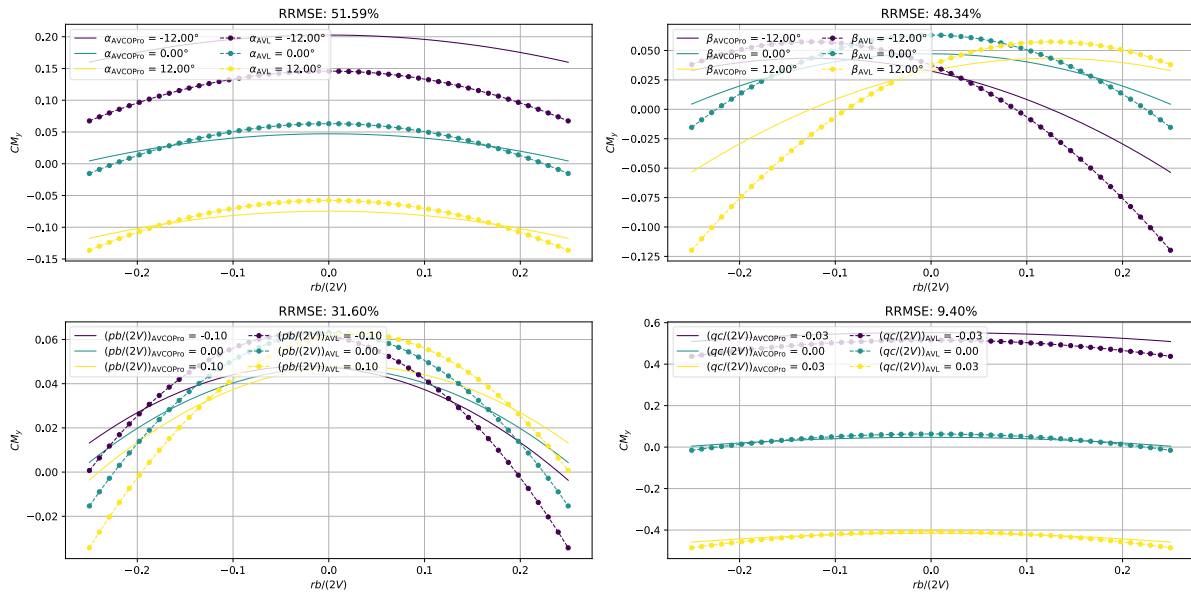 RRMSE: 51.59%
α_AVCOPro = -12.00° α_AVL = -12.00°
α_AVCOPro = 0.00° α_AVL = 0.00°
α_AVCOPro = 12.00° α_AVL = 12.00°
CM_y
0.20
0.15
0.10
0.05
0.00
−0.05
−0.10
−0.15
−0.2 −0.1 0.0 0.1 0.2
rb/(2V)
RRMSE: 48.34%
β_AVCOPro = -12.00° β_AVL = -12.00°
β_AVCOPro = 0.00° β_AVL = 0.00°
β_AVCOPro = 12.00° β_AVL = 12.00°
CM_y
0.050
0.025
0.000
−0.025
−0.050
−0.075
−0.100
−0.125
−0.2 −0.1 0.0 0.1 0.2
rb/(2V)
RRMSE: 31.60%
(pb/(2V))_AVCOPro = -0.10 (pb/(2V))_AVL = -0.10
(pb/(2V))_AVCOPro = 0.00 (pb/(2V))_AVL = 0.00
(pb/(2V))_AVCOPro = 0.10 (pb/(2V))_AVL = 0.10
CM_y
0.06
0.04
0.02
0.00
−0.02
−0.2 −0.1 0.0 0.1 0.2
rb/(2V)
RRMSE: 9.40%
(qc/(2V))_AVCOPro = -0.03 (qc/(2V))_AVL = -0.03
(qc/(2V))_AVCOPro = 0.00 (qc/(2V))_AVL = 0.00
(qc/(2V))_AVCOPro = 0.03 (qc/(2V))_AVL = 0.03
CM_y
0.6
0.4
0.2
0.0
−0.2
−0.4
−0.2 −0.1 0.0 0.1 0.2
rb/(2V)